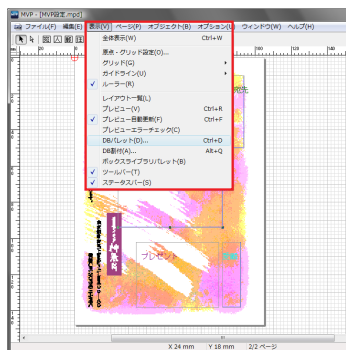 MVP - [MVP設定.mpd]
ファイル(F) 編集(E) 表示(V) ページ(P) オブジェクト(O) オプション(U) ウィンドウ(W) ヘルプ(H)
全体表示(W) Ctrl+W
原点・グリッド設定(O)...
グリッド(G)
ガイドライン(U)
✓ ルーラー(R)
レイアウト一覧(L)
プレビュー(V) Ctrl+R
✓ プレビュー自動更新(F) Ctrl+F
プレビューエラーチェック(C)
DBパレット(D)... Ctrl+D
DB割付(A)... Alt+Q
ボックスライブラリパレット(B)
✓ ツールバー(T)
✓ ステータスバー(S)
宛先
プレゼント
X 24 mm Y 18 mm 2/2 ページ